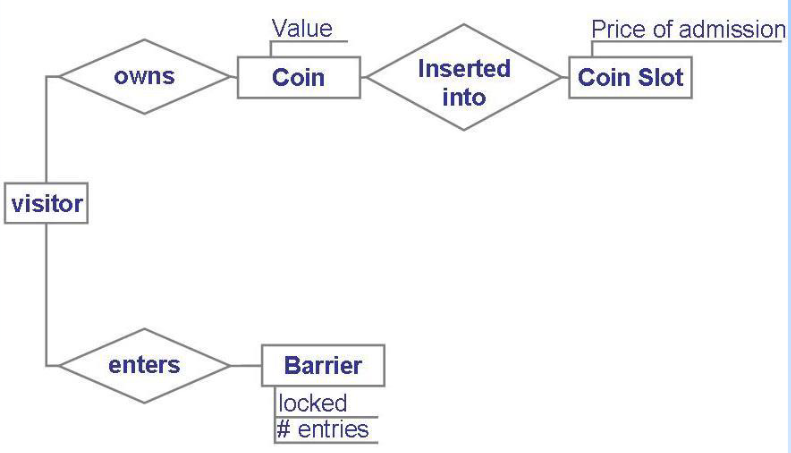 Value
Price of admission
owns
Coin
Inserted
into
Coin Slot
visitor
enters
Barrier
locked
# entries